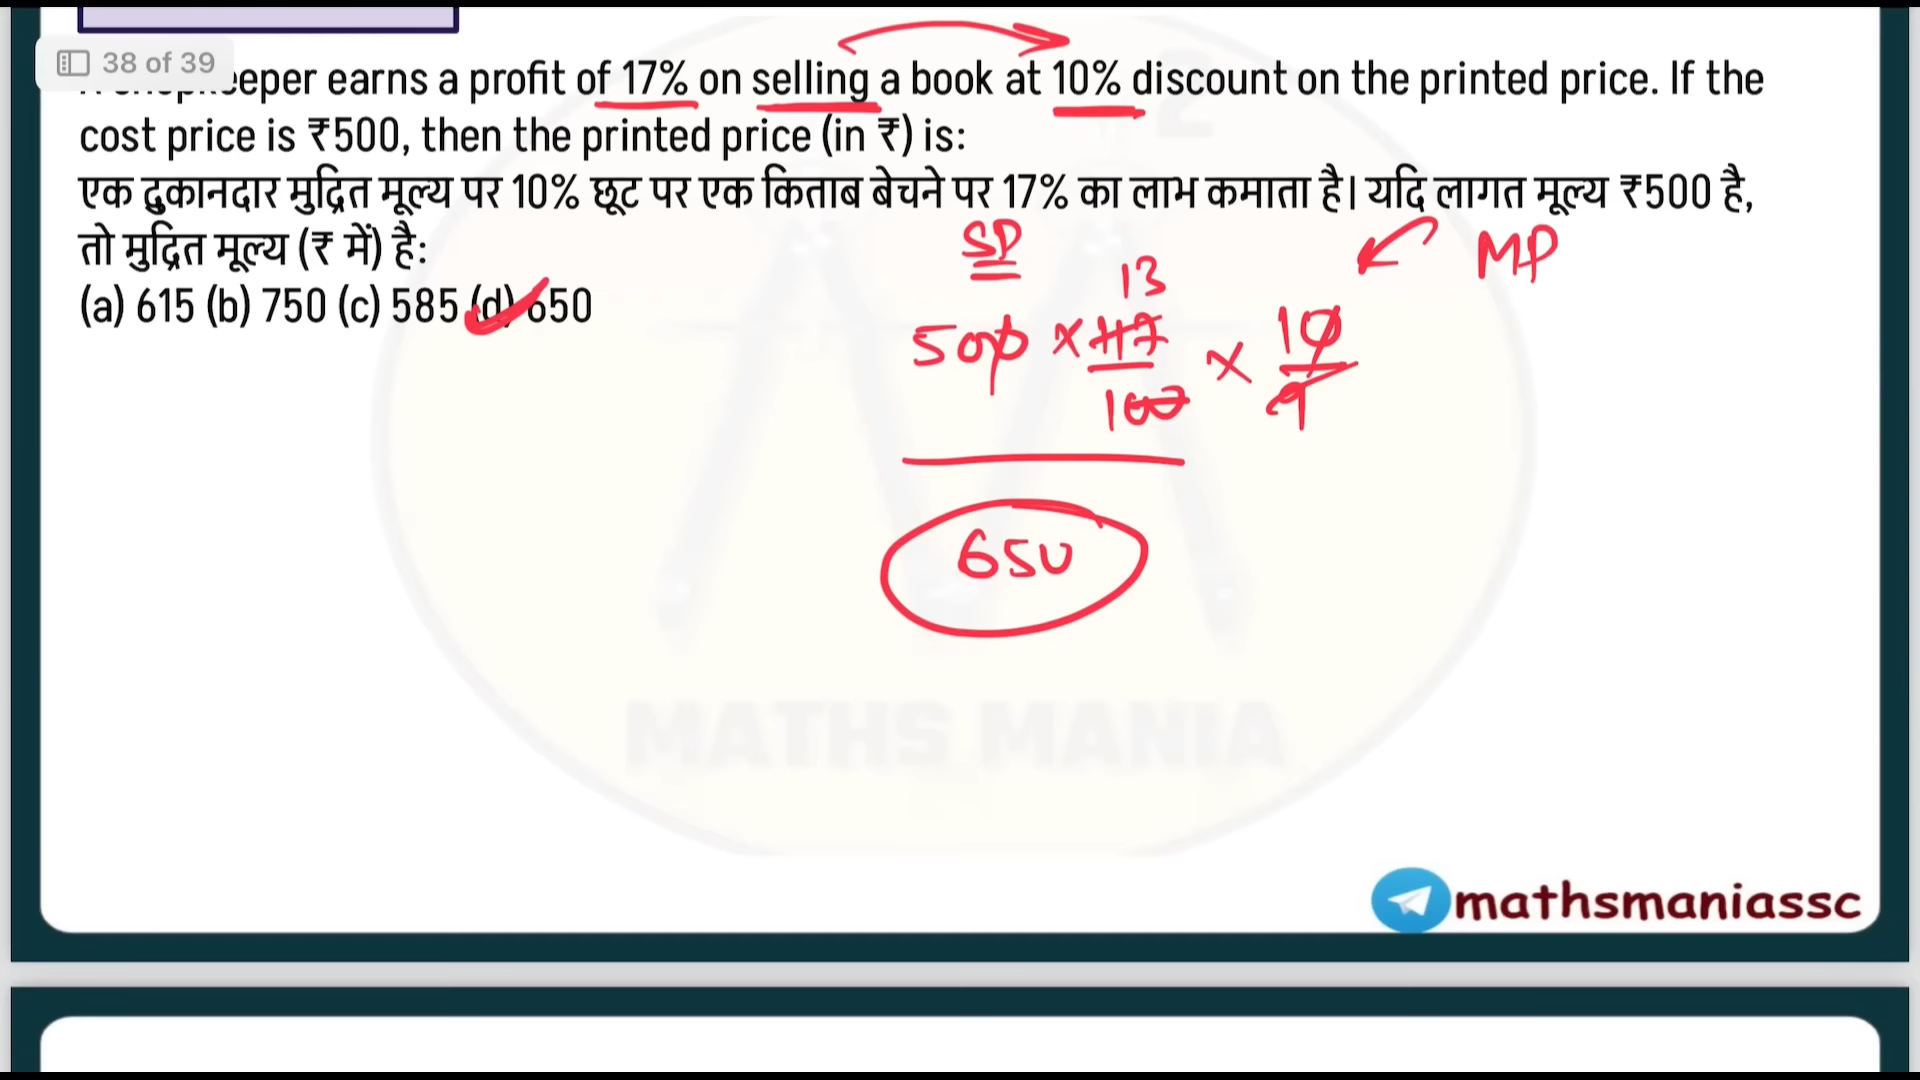 38 of 39
eeper earns a profit of 17% on selling a book at 10% discount on the printed price. If the
cost price is ₹500, then the printed price (in ₹) is:
एक दुकानदार मुद्रित मूल्य पर 10% छूट पर एक किताब बेचने पर 17% का लाभ कमाता है। यदि लागत मूल्य ₹500 है,
तो मुद्रित मूल्य (₹ में) है:
(a) 615 (b) 750 (c) 585 (d) 650
SP
MP
13
500 × 117/100 × 10/9
650
MATHS MANIA
mathsmaniassc